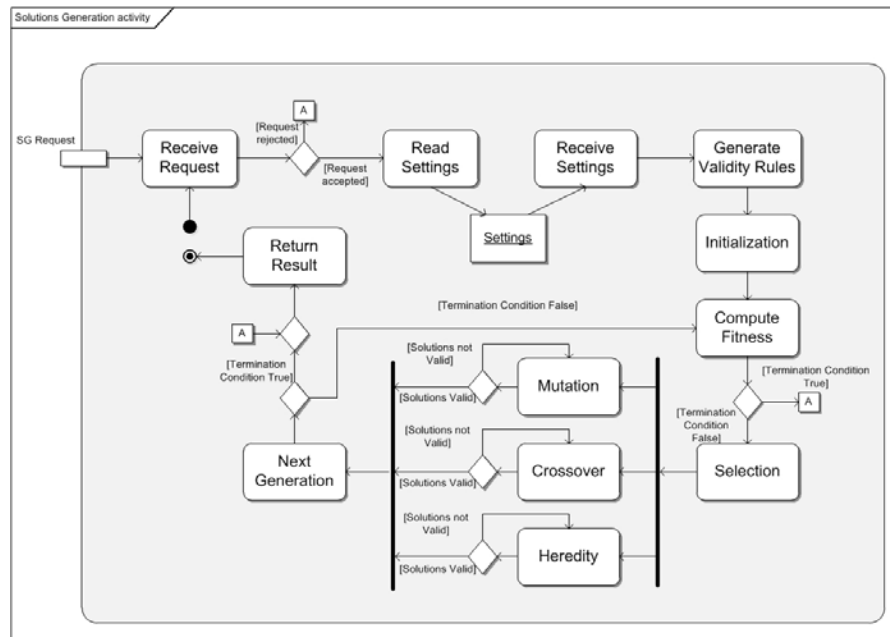 Solutions Generation activity
SG Request
Receive
Request
[Request
rejected]
A
[Request
accepted]
Read
Settings
Settings
Receive
Settings
Generate
Validity Rules
Initialization
Compute
Fitness
[Termination Condition
True]
A
[Termination
Condition
False]
Selection
[Termination Condition False]
[Solutions not
Valid]
Mutation
[Solutions Valid]
[Solutions not
Valid]
Crossover
[Solutions Valid]
[Solutions not
Valid]
Heredity
[Solutions Valid]
Next
Generation
[Termination
Condition True]
A
Return
Result